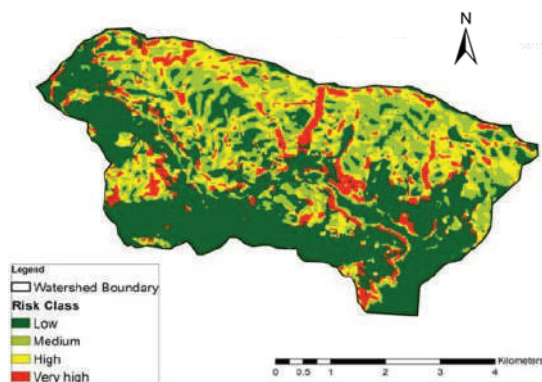 N
Legend
Watershed Boundary
Risk Class
Low
Medium
High
Very high
Kilometers
0 0.5 1 2 3 4